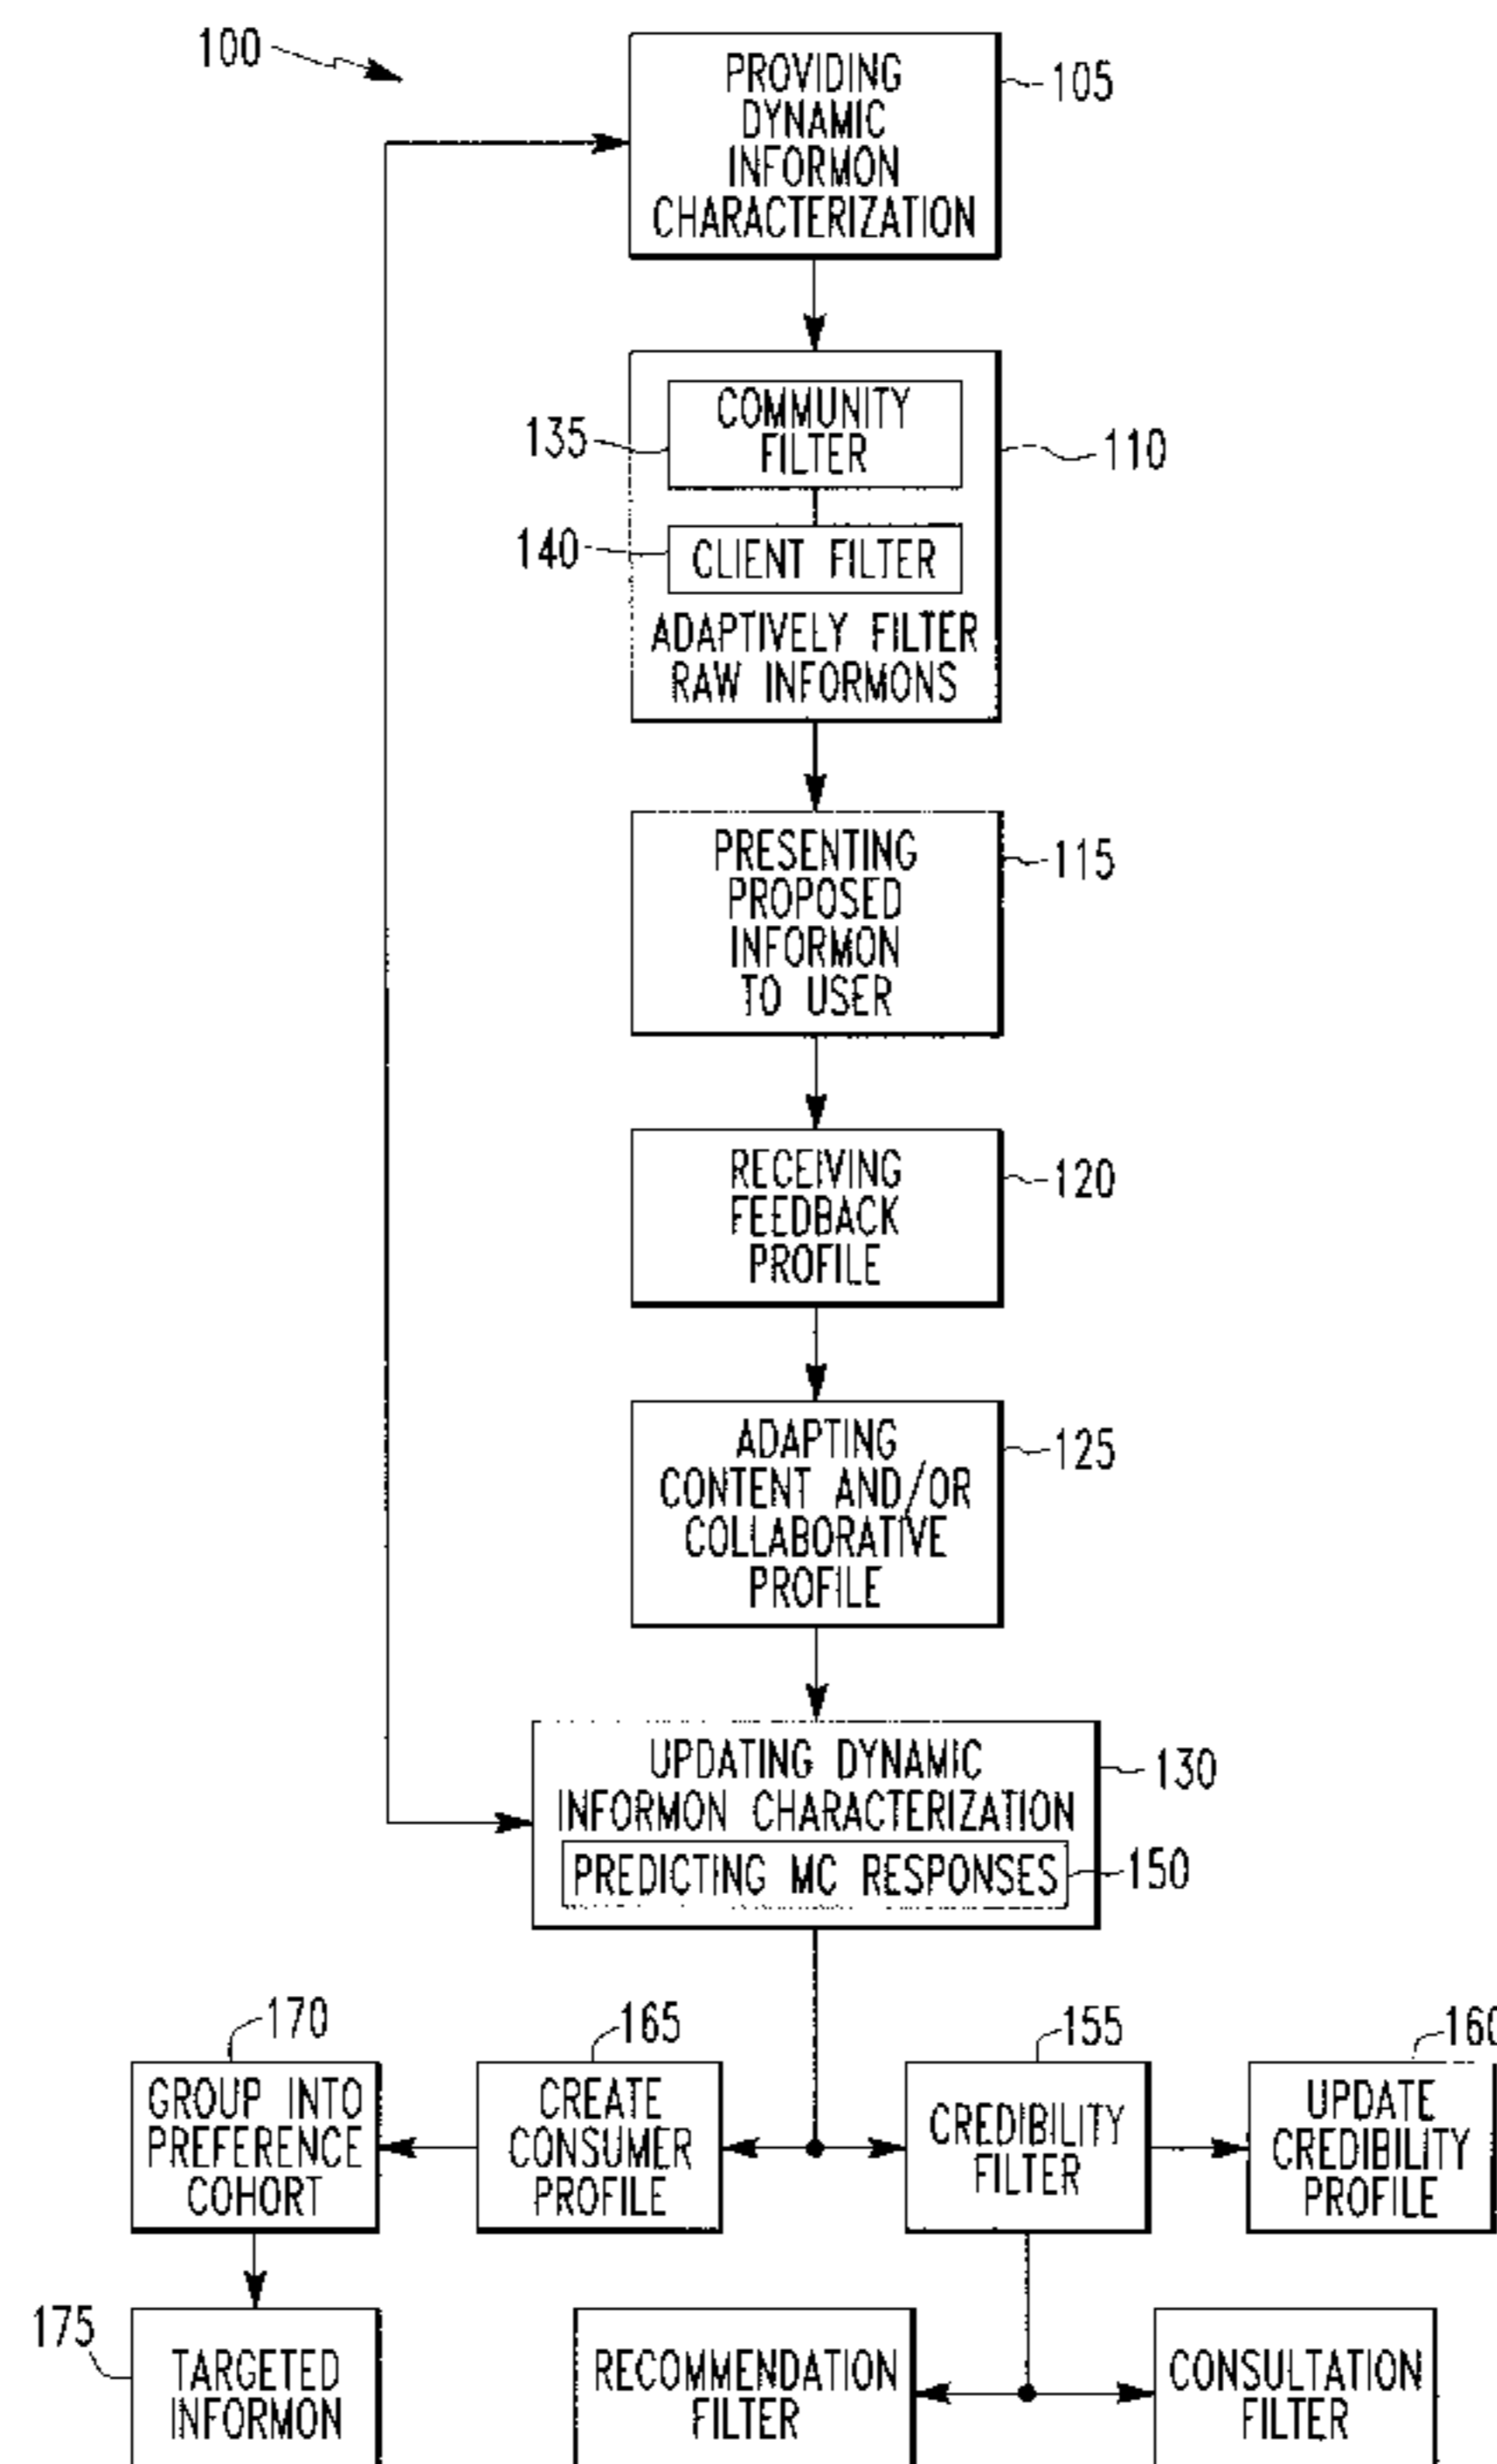 100
PROVIDING
DYNAMIC
INFORMON
CHARACTERIZATION
105
COMMUNITY
FILTER
135
110
140
CLIENT FILTER
ADAPTIVELY FILTER
RAW INFORMONS
PRESENTING
PROPOSED
INFORMON
TO USER
115
RECEIVING
FEEDBACK
PROFILE
120
ADAPTING
CONTENT AND/OR
COLLABORATIVE
PROFILE
125
UPDATING DYNAMIC
INFORMON CHARACTERIZATION
130
PREDICTING MC RESPONSES
150
170
165
155
160
GROUP INTO
PREFERENCE
COHORT
CREATE
CONSUMER
PROFILE
CREDIBILITY
FILTER
UPDATE
CREDIBILITY
PROFILE
175
TARGETED
INFORMON
RECOMMENDATION
FILTER
CONSULTATION
FILTER